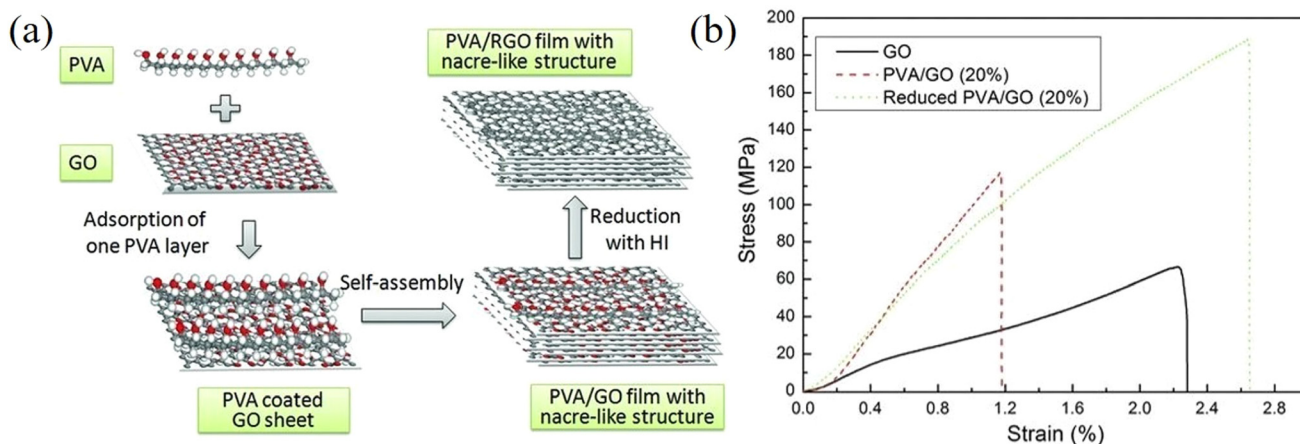 (a)
PVA
GO
Adsorption of
one PVA layer
PVA coated
GO sheet
Self-assembly
PVA/GO film with
nacre-like structure
Reduction
with HI
PVA/RGO film with
nacre-like structure
(b)
GO
PVA/GO (20%)
Reduced PVA/GO (20%)
Stress (MPa)
200
180
160
140
120
100
80
60
40
20
0
0.0 0.4 0.8 1.2 1.6 2.0 2.4 2.8
Strain (%)